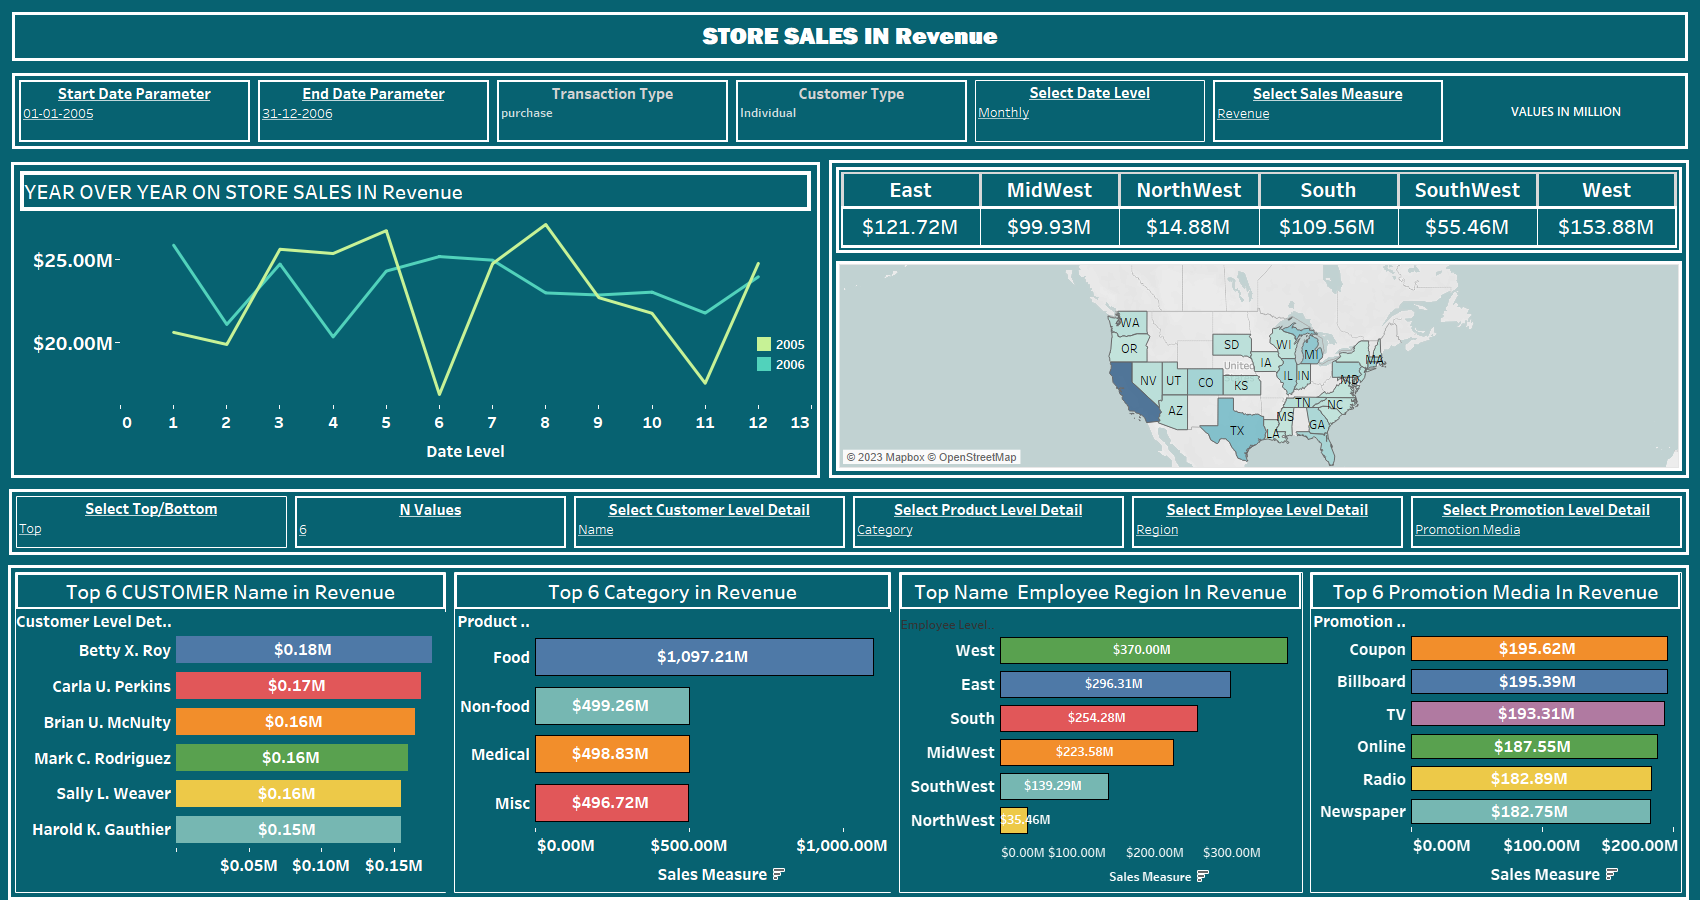 STORE SALES IN Revenue
Start Date Parameter
01-01-2005
End Date Parameter
31-12-2006
Transaction Type
purchase
Customer Type
Individual
Select Date Level
Monthly
Select Sales Measure
Revenue
VALUES IN MILLION
YEAR OVER YEAR ON STORE SALES IN Revenue
$25.00M
$20.00M
2005
2006
0 1 2 3 4 5 6 7 8 9 10 11 12 13
Date Level
East MidWest NorthWest South SouthWest West
$121.72M $99.93M $14.88M $109.56M $55.46M $153.88M
WA
OR
SD
WI
MI
MA
IA
United
NV UT CO KS IL IN MD
AZ
TN NC
MS
GA
TX LA
© 2023 Mapbox © OpenStreetMap
Select Top/Bottom
Top
N Values
6
Select Customer Level Detail
Name
Select Product Level Detail
Category
Select Employee Level Detail
Region
Select Promotion Level Detail
Promotion Media
Top 6 CUSTOMER Name in Revenue
Customer Level Det..
Betty X. Roy $0.18M
Carla U. Perkins $0.17M
Brian U. McNulty $0.16M
Mark C. Rodriguez $0.16M
Sally L. Weaver $0.16M
Harold K. Gauthier $0.15M
$0.05M $0.10M $0.15M
Top 6 Category in Revenue
Product ..
Food $1,097.21M
Non-food $499.26M
Medical $498.83M
Misc $496.72M
$0.00M $500.00M $1,000.00M
Sales Measure
Top Name Employee Region In Revenue
Employee Level..
West $370.00M
East $296.31M
South $254.28M
MidWest $223.58M
SouthWest $139.29M
NorthWest $35.46M
$0.00M $100.00M $200.00M $300.00M
Sales Measure
Top 6 Promotion Media In Revenue
Promotion ..
Coupon $195.62M
Billboard $195.39M
TV $193.31M
Online $187.55M
Radio $182.89M
Newspaper $182.75M
$0.00M $100.00M $200.00M
Sales Measure